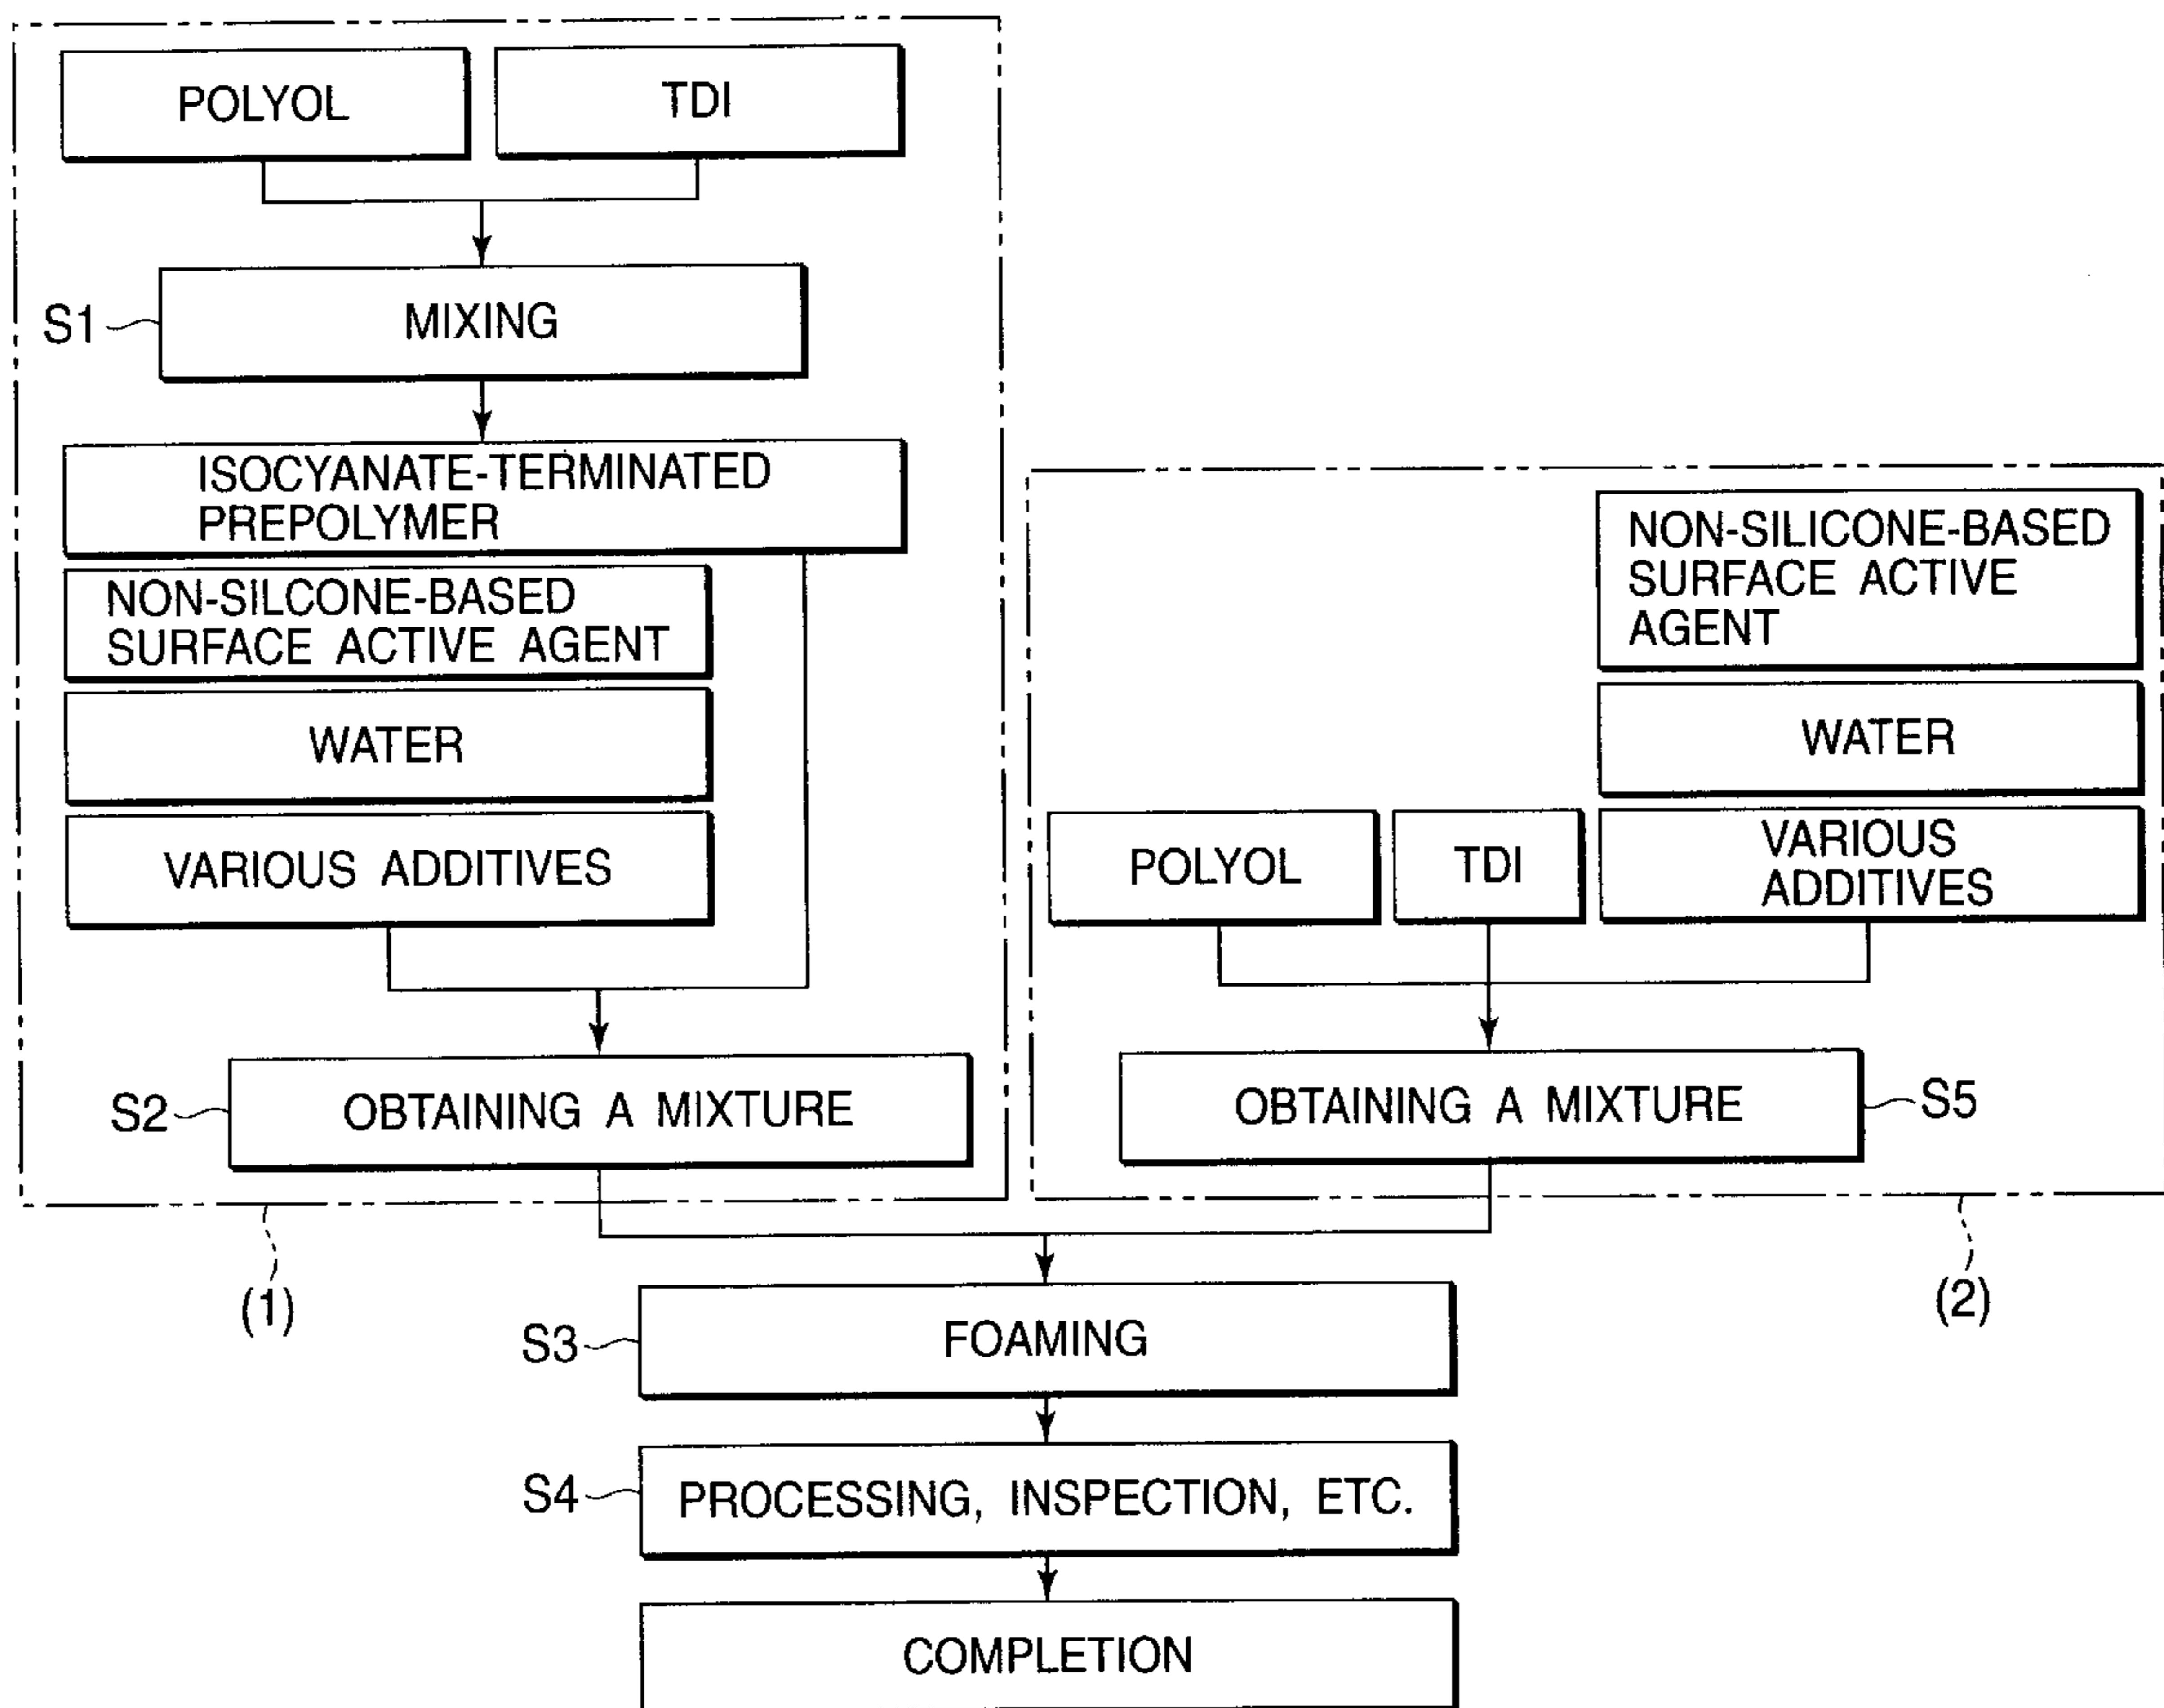 POLYOL
TDI
S1
MIXING
ISOCYANATE-TERMINATED
PREPOLYMER
NON-SILCONE-BASED
SURFACE ACTIVE AGENT
WATER
VARIOUS ADDITIVES
S2
OBTAINING A MIXTURE
(1)
NON-SILICONE-BASED
SURFACE ACTIVE
AGENT
WATER
POLYOL
TDI
VARIOUS
ADDITIVES
OBTAINING A MIXTURE
S5
(2)
S3
FOAMING
S4
PROCESSING, INSPECTION, ETC.
COMPLETION